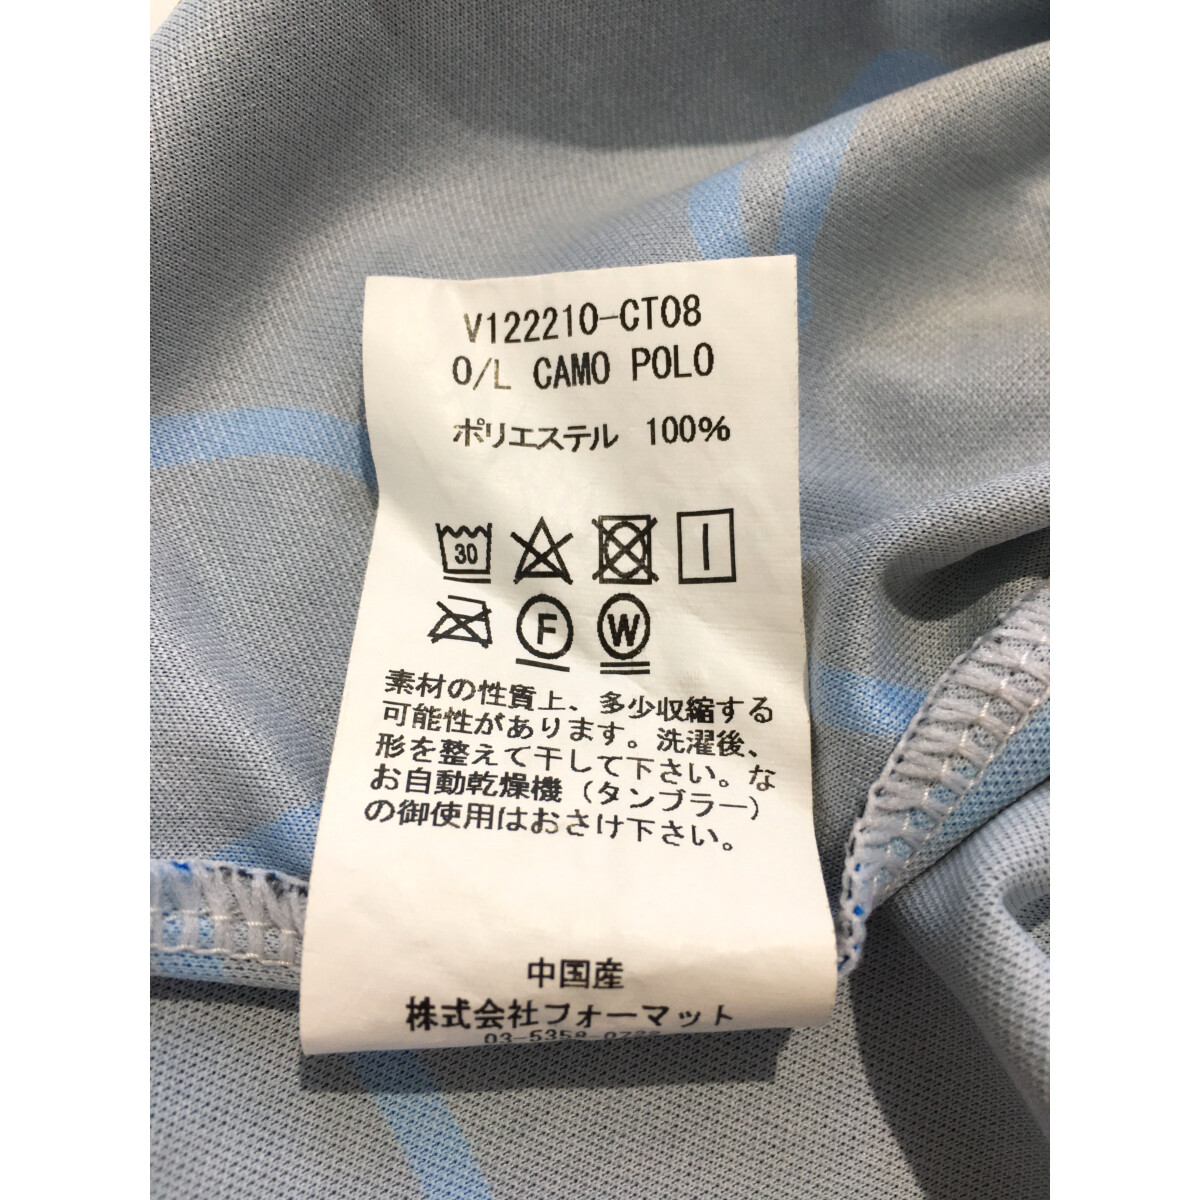 V122210-CT08
O/L CAMO POLO
ポリエステル 100%
30
F W
素材の性質上、多少収縮する
可能性があります。洗濯後、
形を整えて干して下さい。な
お自動乾燥機（タンブラー）
の御使用はおさけ下さい。
中国産
株式会社フォーマット